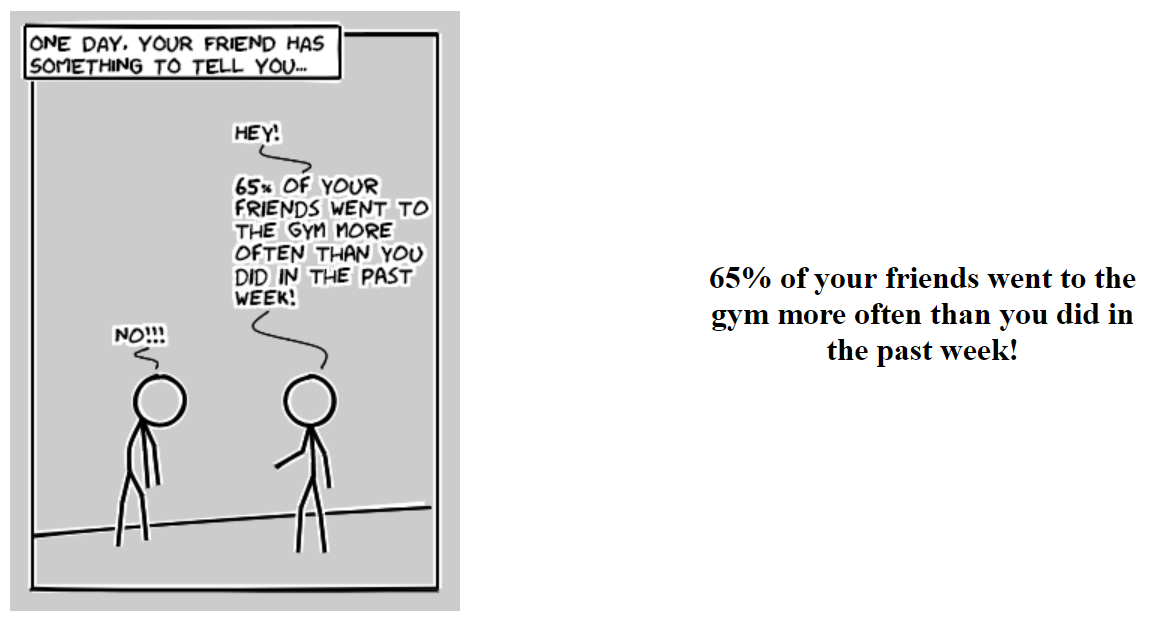 ONE DAY, YOUR FRIEND HAS
SOMETHING TO TELL YOU...
HEY!
65% OF YOUR
FRIENDS WENT TO
THE GYM MORE
OFTEN THAN YOU
DID IN THE PAST
WEEK!
NO!!!
65% of your friends went to the
gym more often than you did in
the past week!